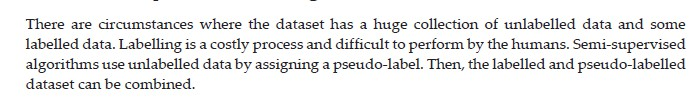 There are circumstances where the dataset has a huge collection of unlabelled data and some
labelled data. Labelling is a costly process and difficult to perform by the humans. Semi-supervised
algorithms use unlabelled data by assigning a pseudo-label. Then, the labelled and pseudo-labelled
dataset can be combined.